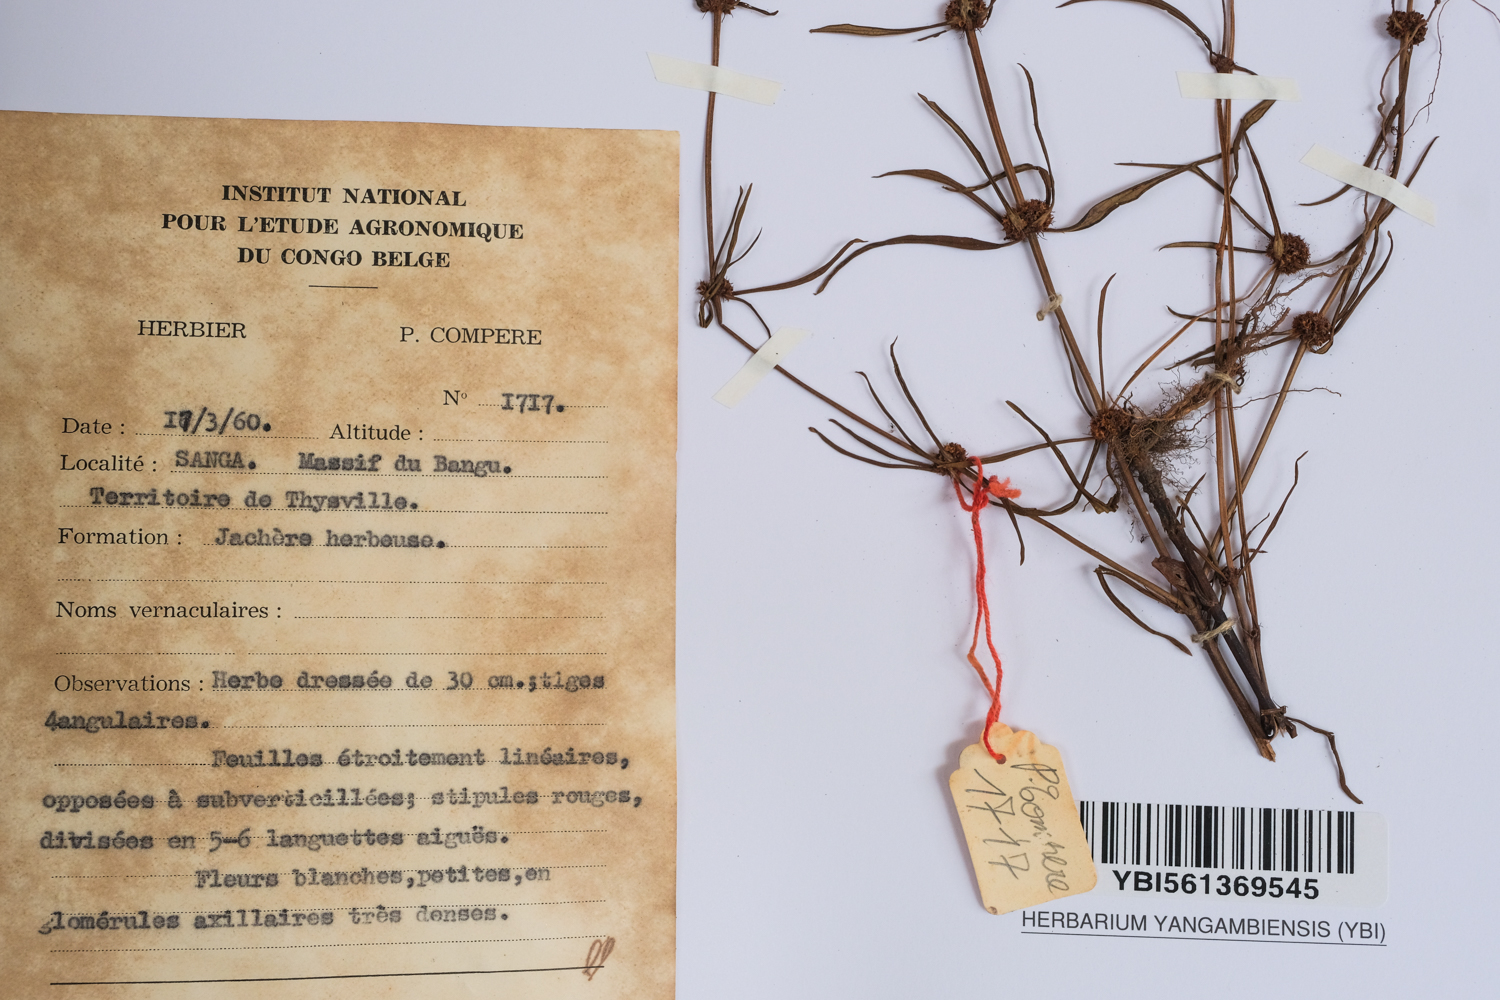 INSTITUT NATIONAL
POUR L'ETUDE AGRONOMIQUE
DU CONGO BELGE
HERBIER P. COMPERE
N° 1717.
Date : 17/3/60. Altitude :
Localité : SANGA. Massif du Bangu.
Territoire de Thysville.
Formation : Jachère herbeuse.
Noms vernaculaires :
Observations : Herbe dressée de 30 cm.;tiges
4angulaires.
Feuilles étroitement linéaires,
opposées à subverticillées; stipules rouges,
divisées en 5-6 languettes aiguës.
Fleurs blanches,petites,en
glomérules axillaires très denses.
P. Compère
1717
YBI561369545
HERBARIUM YANGAMBIENSIS (YBI)